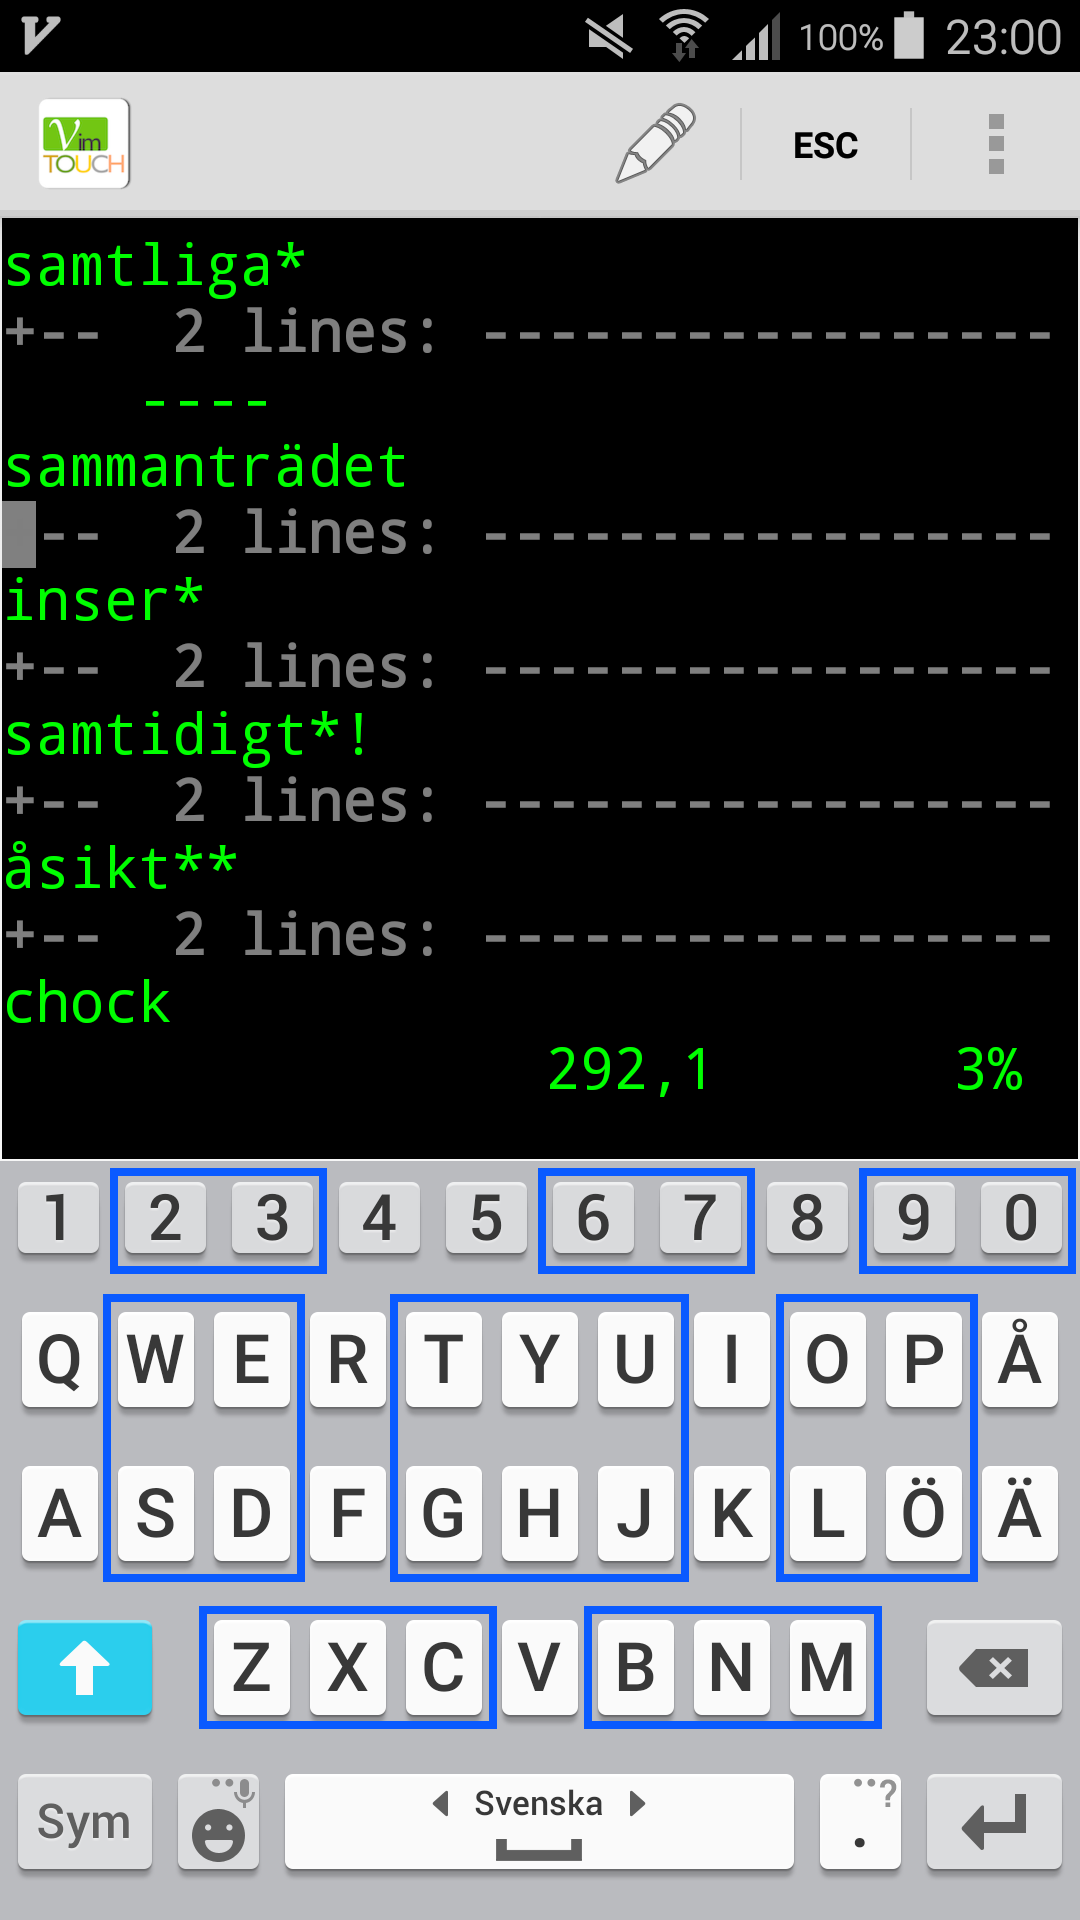 100% 23:00
Vim TOUCH ESC
samtliga*
+-- 2 lines: -----------------
----
sammanträdet
-- 2 lines: -----------------
inser*
+-- 2 lines: -----------------
samtidigt*!
+-- 2 lines: -----------------
åsikt**
+-- 2 lines: -----------------
chock
292,1 3%
1 2 3 4 5 6 7 8 9 0
Q W E R T Y U I O P Å
A S D F G H J K L Ö Ä
Z X C V B N M
Sym Svenska . ?